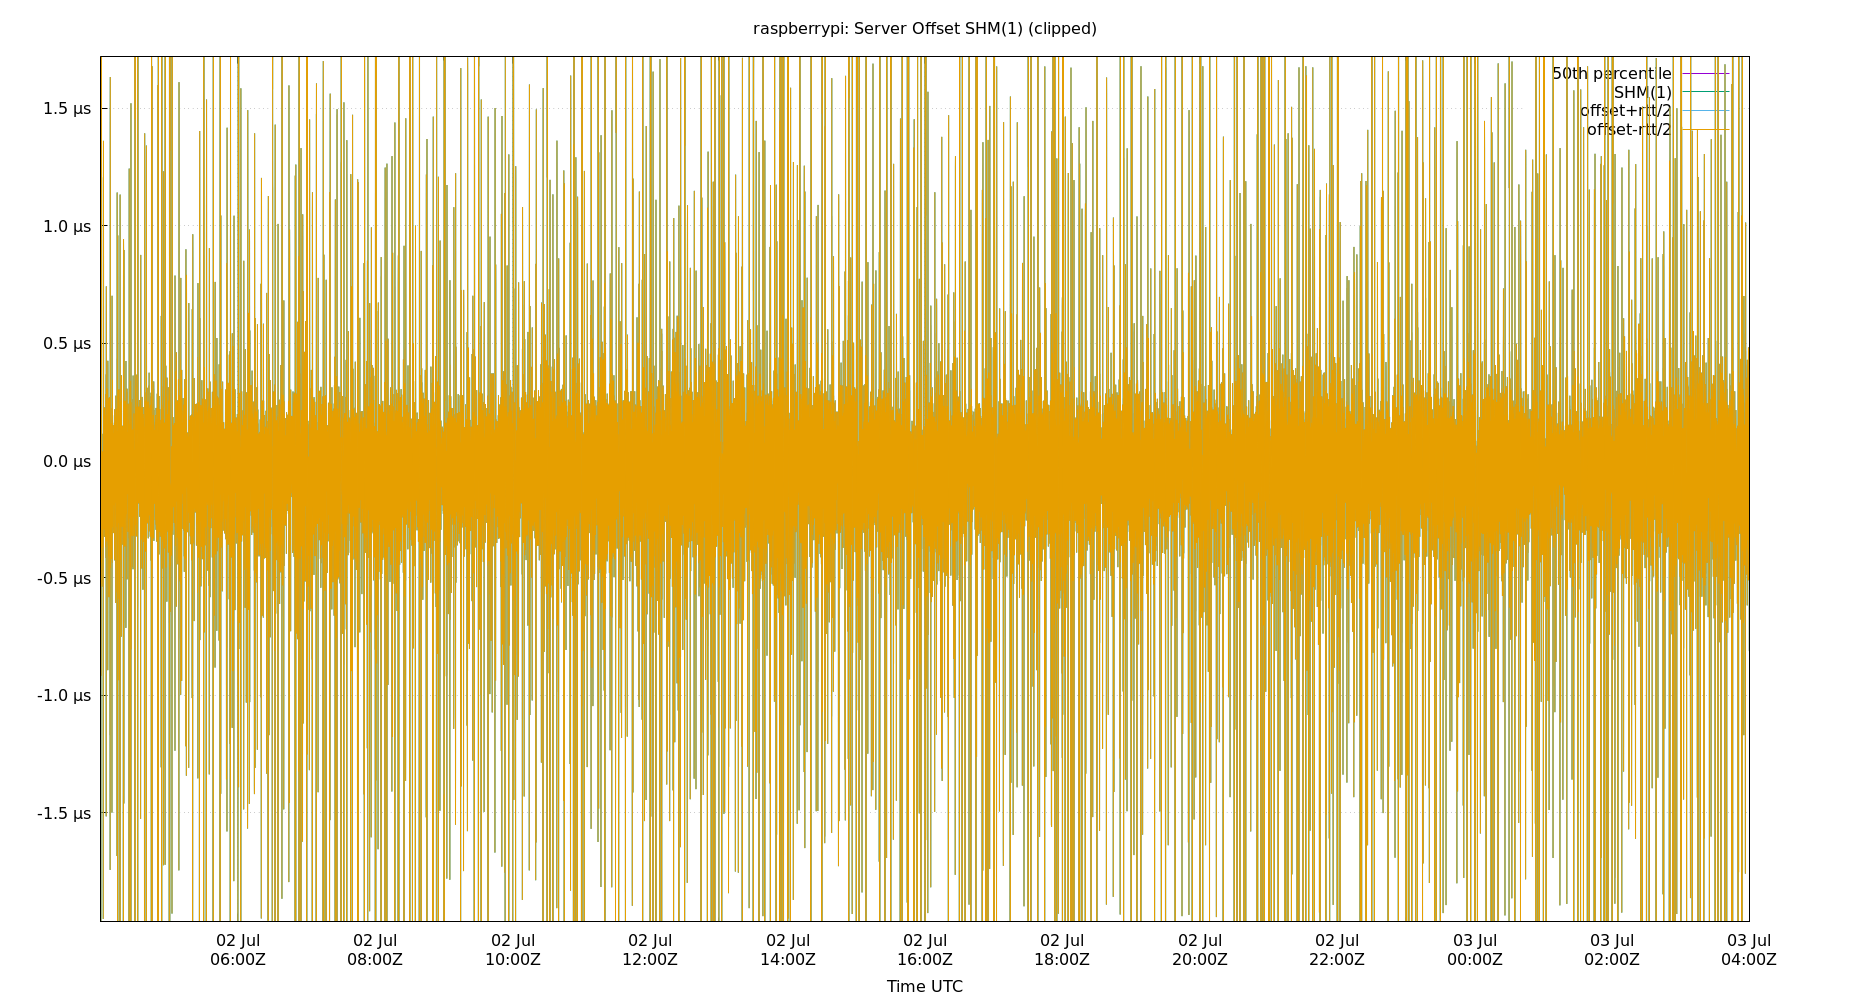 raspberrypi: Server Offset SHM(1) (clipped)
50th percentile
SHM(1)
offset+rtt/2
offset-rtt/2
1.5 µs
1.0 µs
0.5 µs
0.0 µs
-0.5 µs
-1.0 µs
-1.5 µs
02 Jul 02 Jul 02 Jul 02 Jul 02 Jul 02 Jul 02 Jul 02 Jul 02 Jul 03 Jul 03 Jul 03 Jul
06:00Z 08:00Z 10:00Z 12:00Z 14:00Z 16:00Z 18:00Z 20:00Z 22:00Z 00:00Z 02:00Z 04:00Z
Time UTC